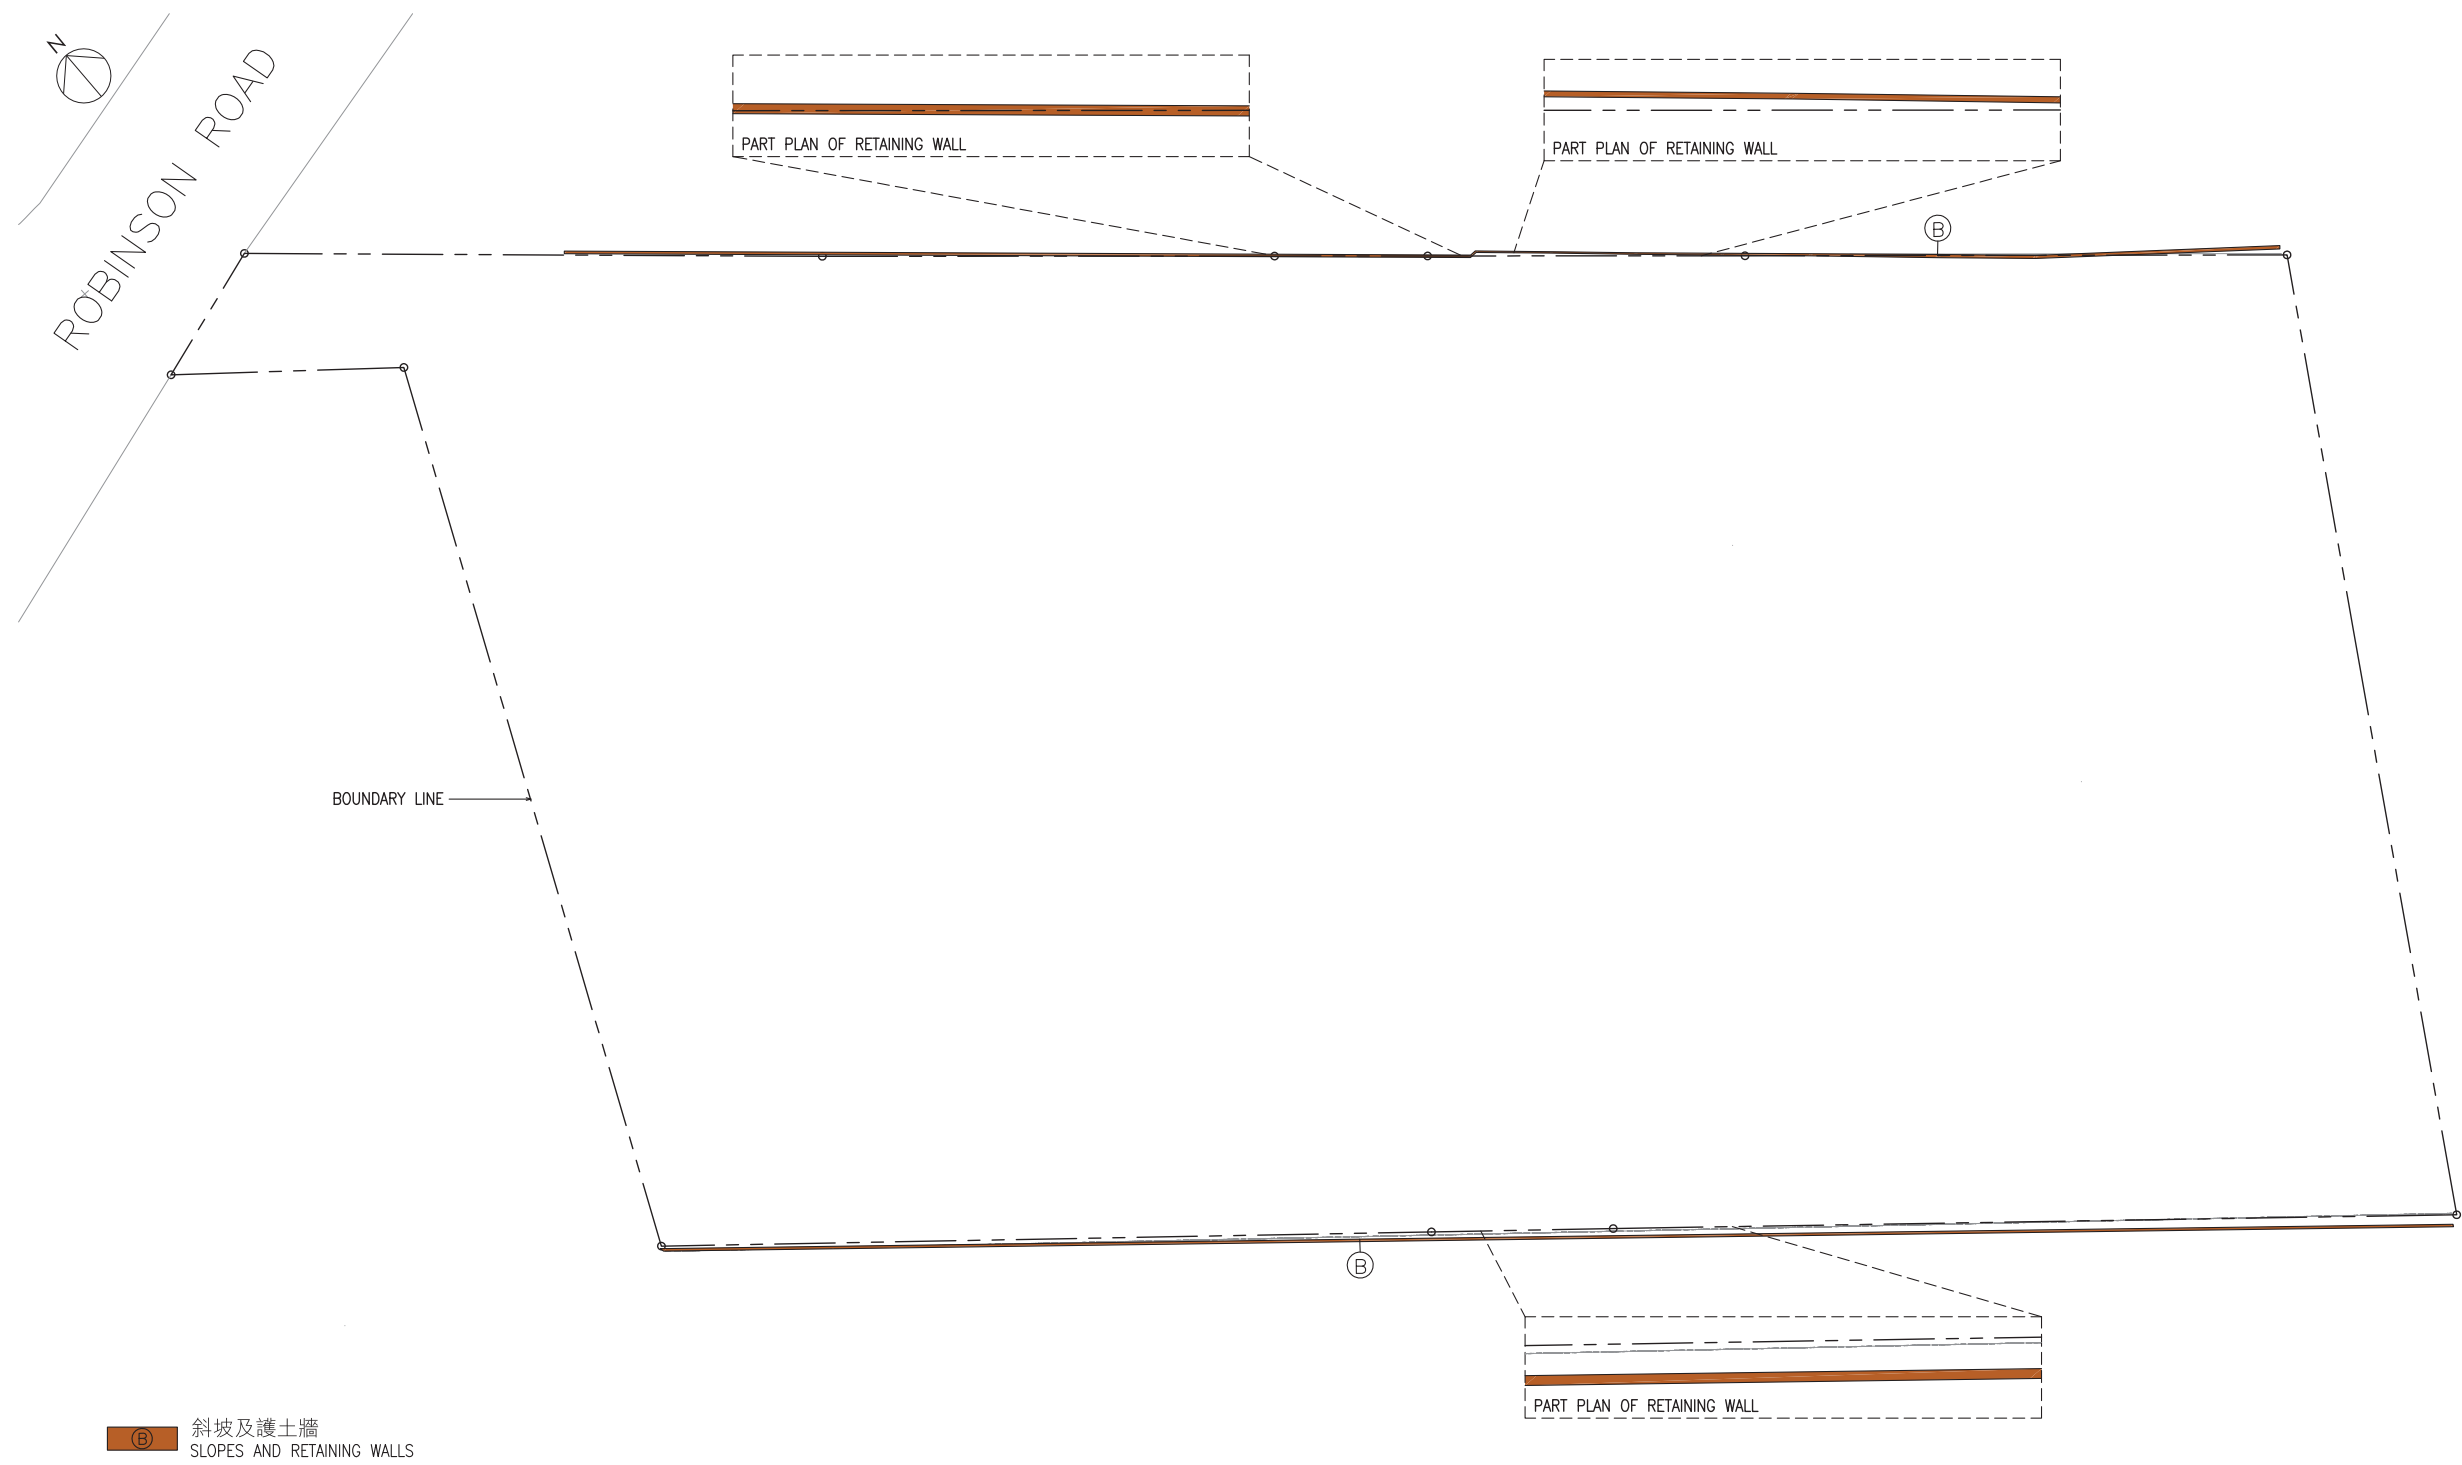 N
ROBINSON ROAD
PART PLAN OF RETAINING WALL
PART PLAN OF RETAINING WALL
B
BOUNDARY LINE
B
PART PLAN OF RETAINING WALL
B
斜坡及護土牆
SLOPES AND RETAINING WALLS